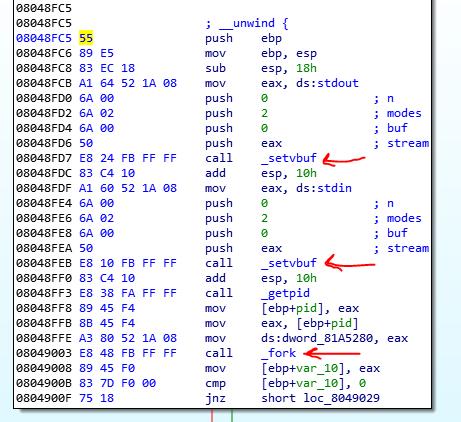 08048FC5
08048FC5 ; __unwind {
08048FC5 55 push ebp
08048FC6 89 E5 mov ebp, esp
08048FC8 83 EC 18 sub esp, 18h
08048FCB A1 64 52 1A 08 mov eax, ds:stdout
08048FD0 6A 00 push 0 ; n
08048FD2 6A 02 push 2 ; modes
08048FD4 6A 00 push 0 ; buf
08048FD6 50 push eax ; stream
08048FD7 E8 24 FB FF FF call _setvbuf
08048FDC 83 C4 10 add esp, 10h
08048FDF A1 60 52 1A 08 mov eax, ds:stdin
08048FE4 6A 00 push 0 ; n
08048FE6 6A 02 push 2 ; modes
08048FE8 6A 00 push 0 ; buf
08048FEA 50 push eax ; stream
08048FEB E8 10 FB FF FF call _setvbuf
08048FF0 83 C4 10 add esp, 10h
08048FF3 E8 38 FA FF FF call _getpid
08048FF8 89 45 F4 mov [ebp+pid], eax
08048FFB 8B 45 F4 mov eax, [ebp+pid]
08048FFE A3 80 52 1A 08 mov ds:dword_81A5280, eax
08049003 E8 48 FB FF FF call _fork
08049008 89 45 F0 mov [ebp+var_10], eax
0804900B 83 7D F0 00 cmp [ebp+var_10], 0
0804900F 75 18 jnz short loc_8049029